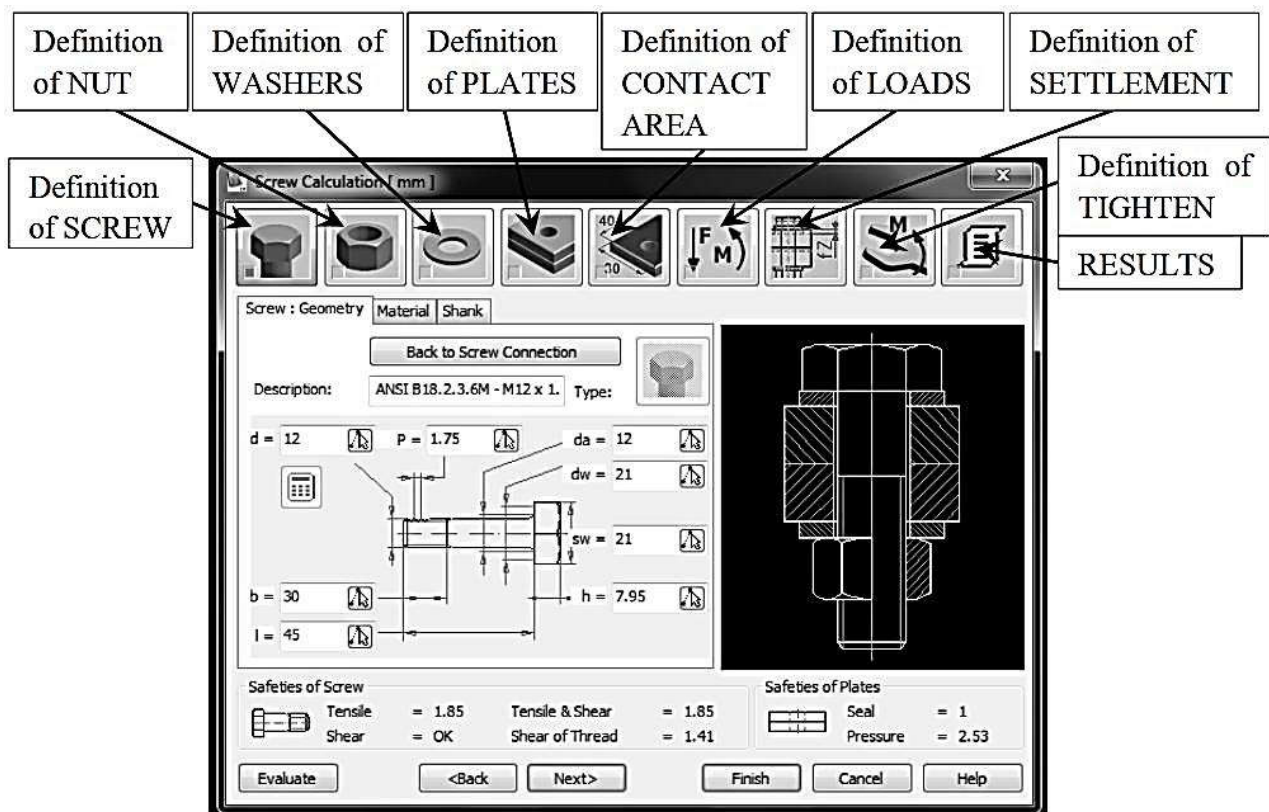 Definition
of NUT
Definition of
WASHERS
Definition
of PLATES
Definition of
CONTACT
AREA
Definition
of LOADS
Definition of
SETTLEMENT
Definition
of SCREW
Definition of
TIGHTEN
RESULTS
Screw Calculation [ mm ]
40
30
F
M
fZ
M
Screw : Geometry Material Shank
Back to Screw Connection
Description: ANSI B18.2.3.6M - M12 x 1. Type:
d = 12 P = 1.75 da = 12
dw = 21
sw = 21
b = 30 h = 7.95
l = 45
Safeties of Screw Safeties of Plates
Tensile = 1.85 Tensile & Shear = 1.85 Seal = 1
Shear = OK Shear of Thread = 1.41 Pressure = 2.53
Evaluate <Back Next> Finish Cancel Help